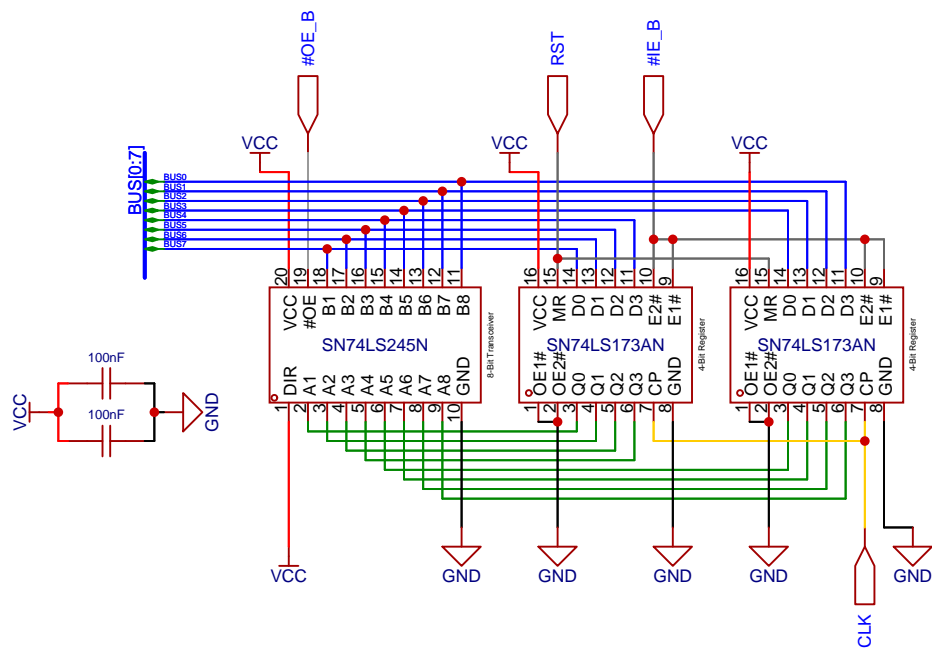 #OE_B
RST
#IE_B
VCC
VCC
VCC
BUS[0:7]
BUS0
BUS1
BUS2
BUS3
BUS4
BUS5
BUS6
BUS7
20 19 18 17 16 15 14 13 12 11
VCC #OE B1 B2 B3 B4 B5 B6 B7 B8
SN74LS245N
8-Bit Transceiver
DIR A1 A2 A3 A4 A5 A6 A7 A8 GND
1 2 3 4 5 6 7 8 9 10
16 15 14 13 12 11 10 9
VCC MR D0 D1 D2 D3 E2# E1#
SN74LS173AN
4-Bit Register
OE1# OE2# Q0 Q1 Q2 Q3 CP GND
1 2 3 4 5 6 7 8
16 15 14 13 12 11 10 9
VCC MR D0 D1 D2 D3 E2# E1#
SN74LS173AN
4-Bit Register
OE1# OE2# Q0 Q1 Q2 Q3 CP GND
1 2 3 4 5 6 7 8
100nF
VCC
100nF
GND
VCC
GND
GND
GND
GND
GND
CLK